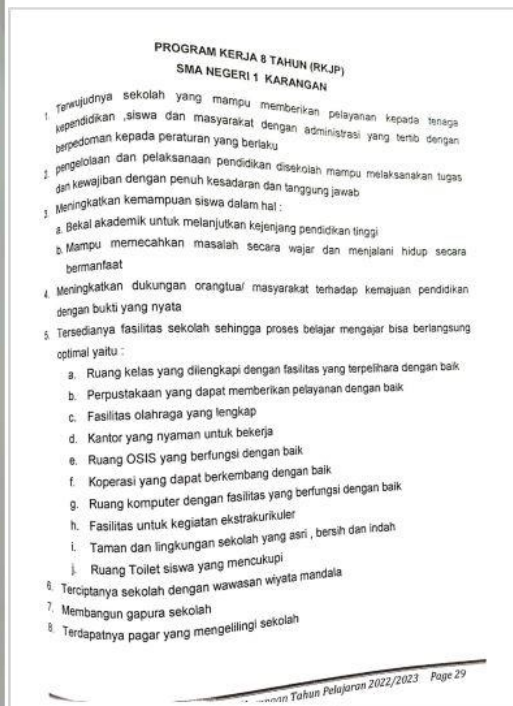 PROGRAM KERJA 8 TAHUN (RKJP)
SMA NEGERI 1 KARANGAN
1. Terwujudnya sekolah yang mampu memberikan pelayanan kepada tenaga
kependidikan ,siswa dan masyarakat dengan administrasi yang tertib dengan
berpedoman kepada peraturan yang berlaku
2. pengelolaan dan pelaksanaan pendidikan disekolah mampu melaksanakan tugas
dan kewajiban dengan penuh kesadaran dan tanggung jawab
3. Meningkatkan kemampuan siswa dalam hal :
a. Bekal akademik untuk melanjutkan kejenjang pendidikan tinggi
b. Mampu memecahkan masalah secara wajar dan menjalani hidup secara
bermanfaat
4. Meningkatkan dukungan orangtua/ masyarakat terhadap kemajuan pendidikan
dengan bukti yang nyata
5. Tersedianya fasilitas sekolah sehingga proses belajar mengajar bisa berlangsung
optimal yaitu :
a. Ruang kelas yang dilengkapi dengan fasilitas yang terpelihara dengan baik
b. Perpustakaan yang dapat memberikan pelayanan dengan baik
c. Fasilitas olahraga yang lengkap
d. Kantor yang nyaman untuk bekerja
e. Ruang OSIS yang berfungsi dengan baik
f. Koperasi yang dapat berkembang dengan baik
g. Ruang komputer dengan fasilitas yang berfungsi dengan baik
h. Fasilitas untuk kegiatan ekstrakurikuler
i. Taman dan lingkungan sekolah yang asri , bersih dan indah
j. Ruang Toilet siswa yang mencukupi
6. Terciptanya sekolah dengan wawasan wiyata mandala
7. Membangun gapura sekolah
8. Terdapatnya pagar yang mengelilingi sekolah
Tahun Pelajaran 2022/2023 Page 29